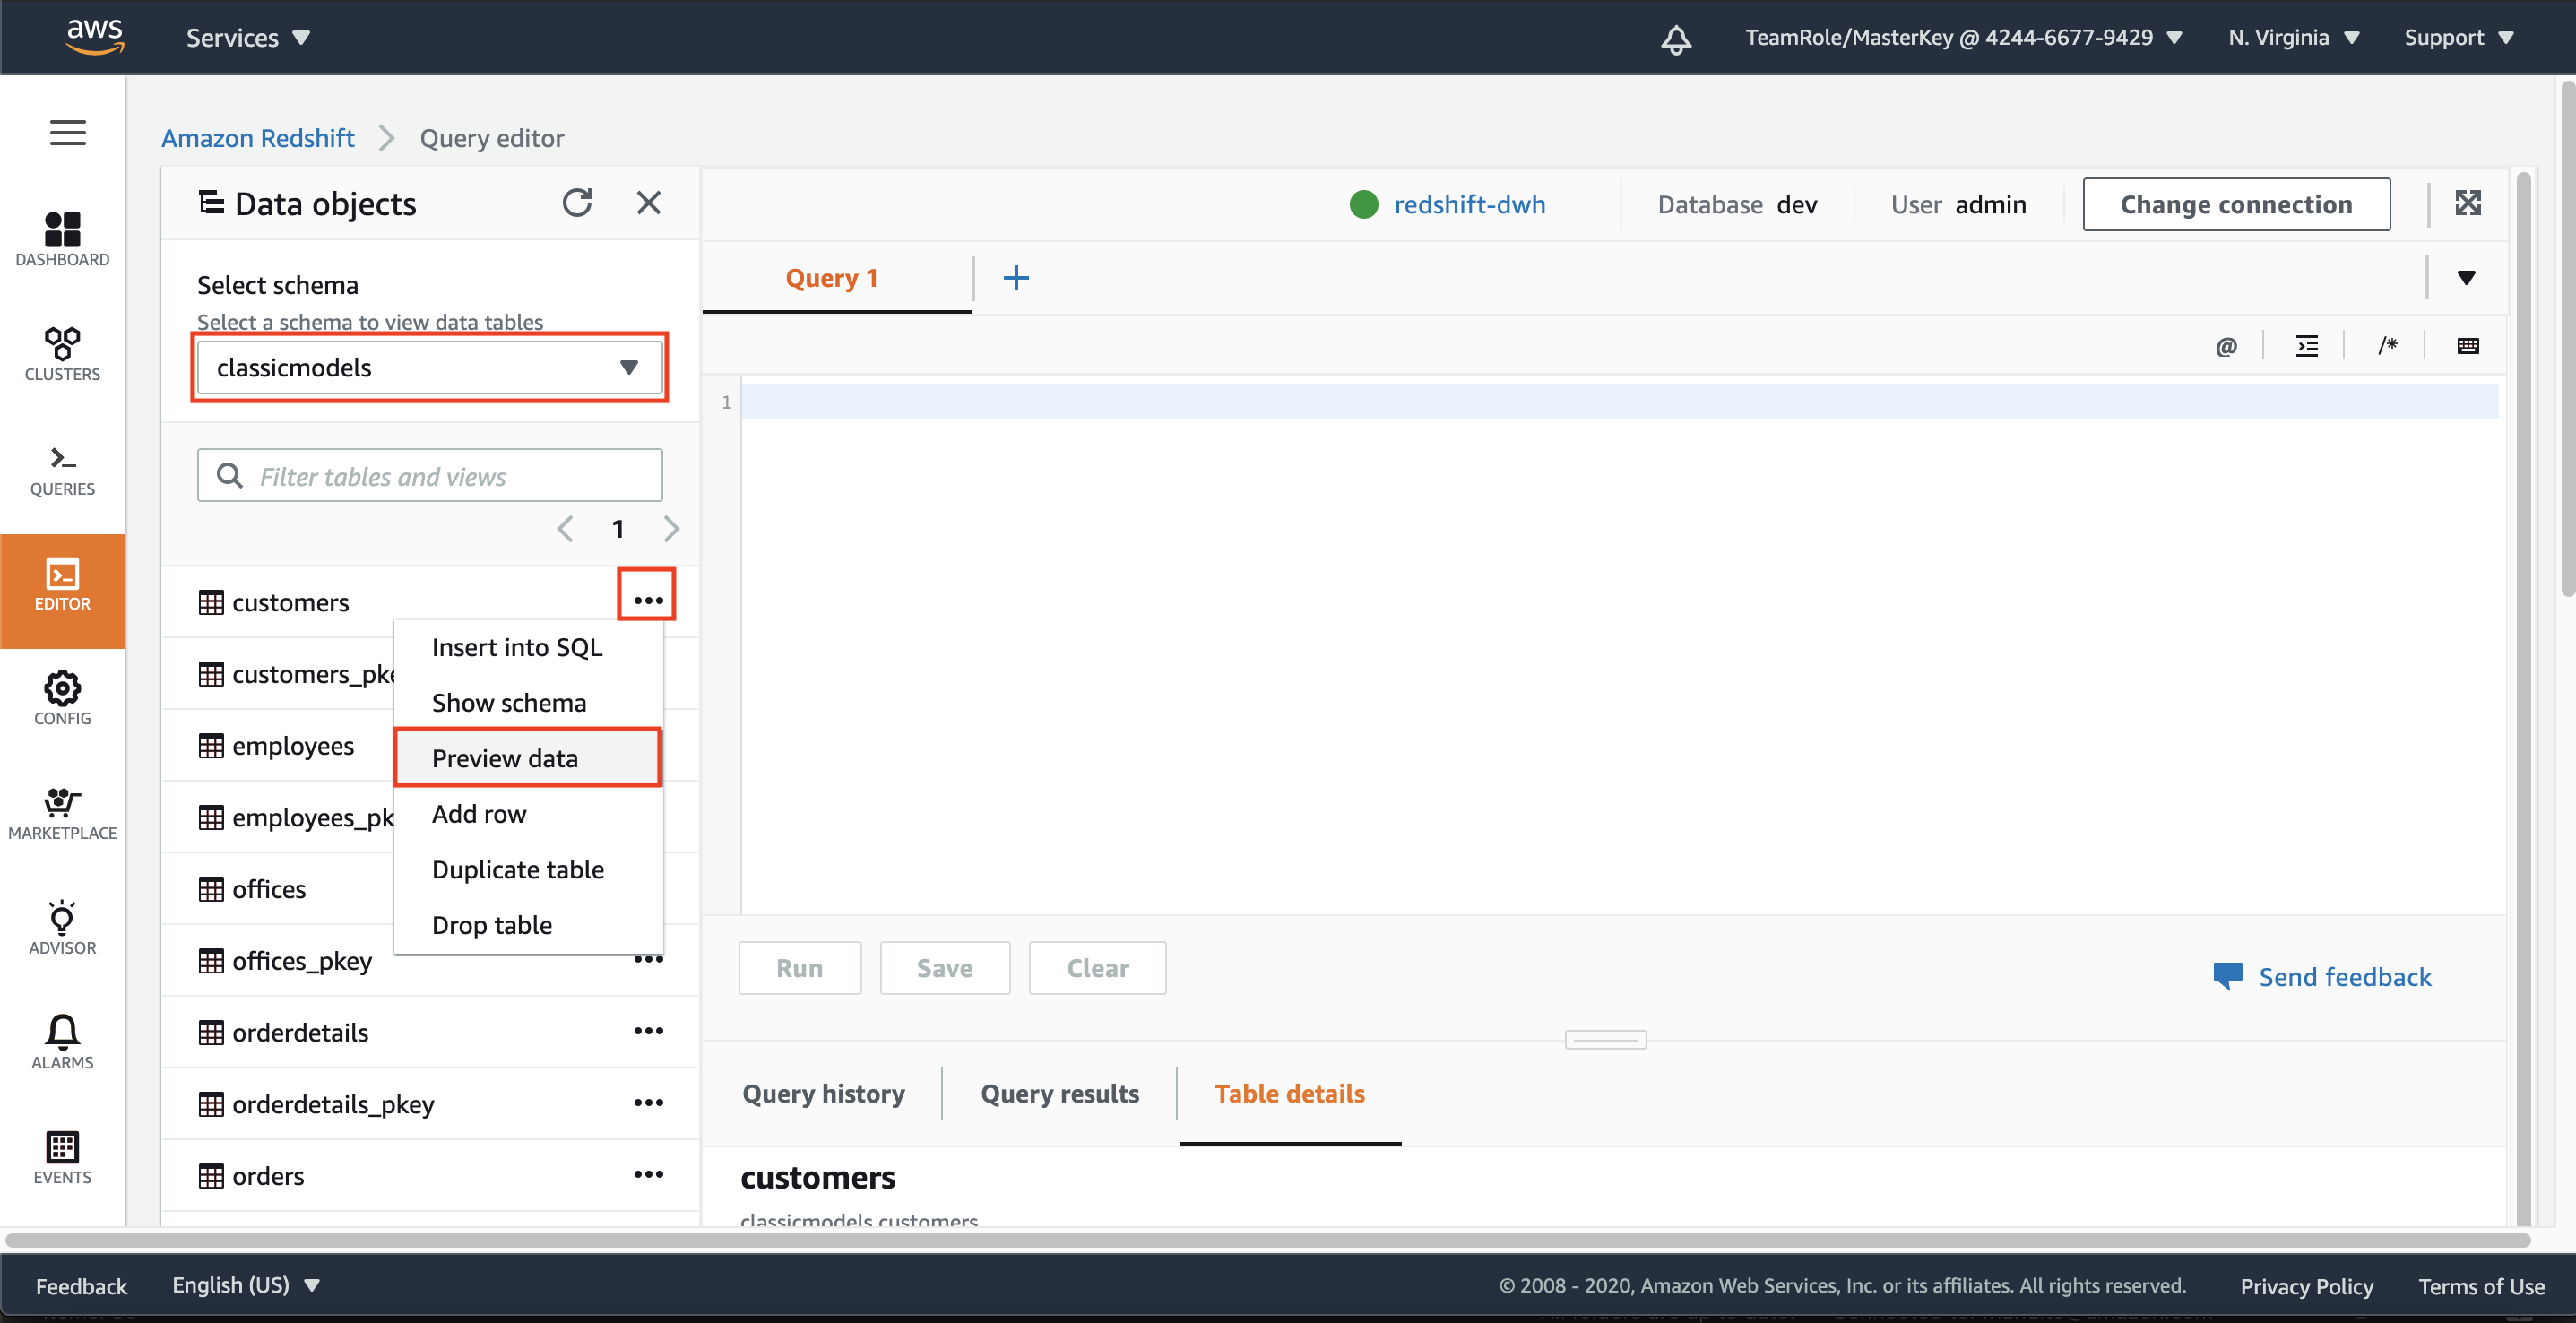 aws
Services
TeamRole/MasterKey @ 4244-6677-9429
N. Virginia
Support
Amazon Redshift
Query editor
DASHBOARD
CLUSTERS
QUERIES
EDITOR
CONFIG
MARKETPLACE
ADVISOR
ALARMS
EVENTS
Data objects
Select schema
Select a schema to view data tables
classicmodels
Filter tables and views
1
customers
customers_pke
employees
employees_pk
offices
offices_pkey
orderdetails
orderdetails_pkey
orders
Insert into SQL
Show schema
Preview data
Add row
Duplicate table
Drop table
redshift-dwh
Database dev
User admin
Change connection
Query 1
@
/*
1
Run
Save
Clear
Send feedback
Query history
Query results
Table details
customers
classicmodels.customers
Feedback
English (US)
© 2008 - 2020, Amazon Web Services, Inc. or its affiliates. All rights reserved.
Privacy Policy
Terms of Use